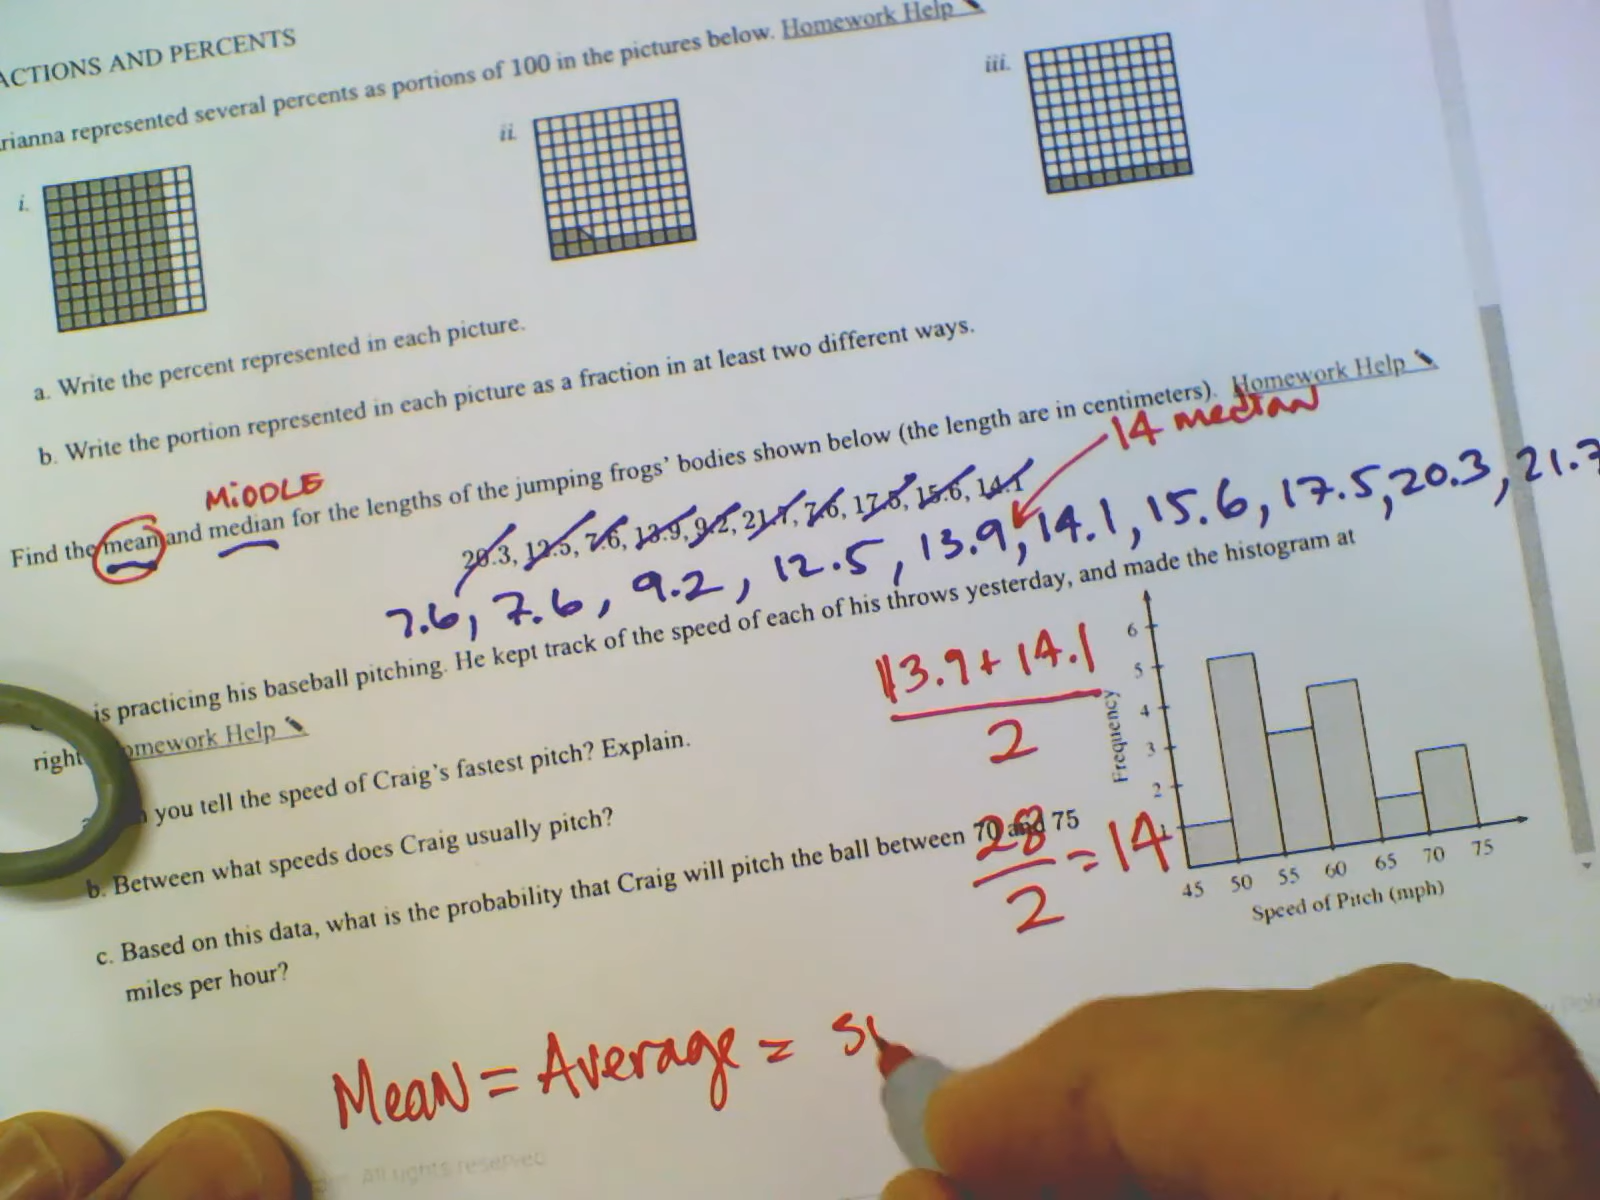 ACTIONS AND PERCENTS
rianna represented several percents as portions of 100 in the pictures below. Homework Help
i.
ii.
iii.
a. Write the percent represented in each picture.
b. Write the portion represented in each picture as a fraction in at least two different ways.
MiDDLE
Find the mean and median for the lengths of the jumping frogs' bodies shown below (the length are in centimeters). Homework Help
14 median
20.3, 12.5, 7.6, 13.9, 9.2, 21.7, 7.6, 17.5, 15.6, 14.1
7.6, 7.6, 9.2, 12.5, 13.9, 14.1, 15.6, 17.5, 20.3, 21.7
is practicing his baseball pitching. He kept track of the speed of each of his throws yesterday, and made the histogram at
right omework Help
you tell the speed of Craig's fastest pitch? Explain.
b. Between what speeds does Craig usually pitch?
c. Based on this data, what is the probability that Craig will pitch the ball between 70 and 75
miles per hour?
13.9 + 14.1
2
28
2
= 14
Frequency
6
5
4
3
2
1
45 50 55 60 65 70 75
Speed of Pitch (mph)
Mean = Average =
All rights reserved